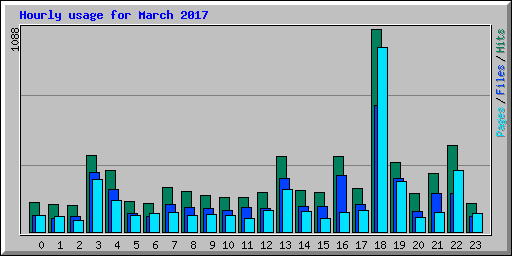 Hourly usage for March 2017
1088
Pages / Files / Hits
0 1 2 3 4 5 6 7 8 9 10 11 12 13 14 15 16 17 18 19 20 21 22 23